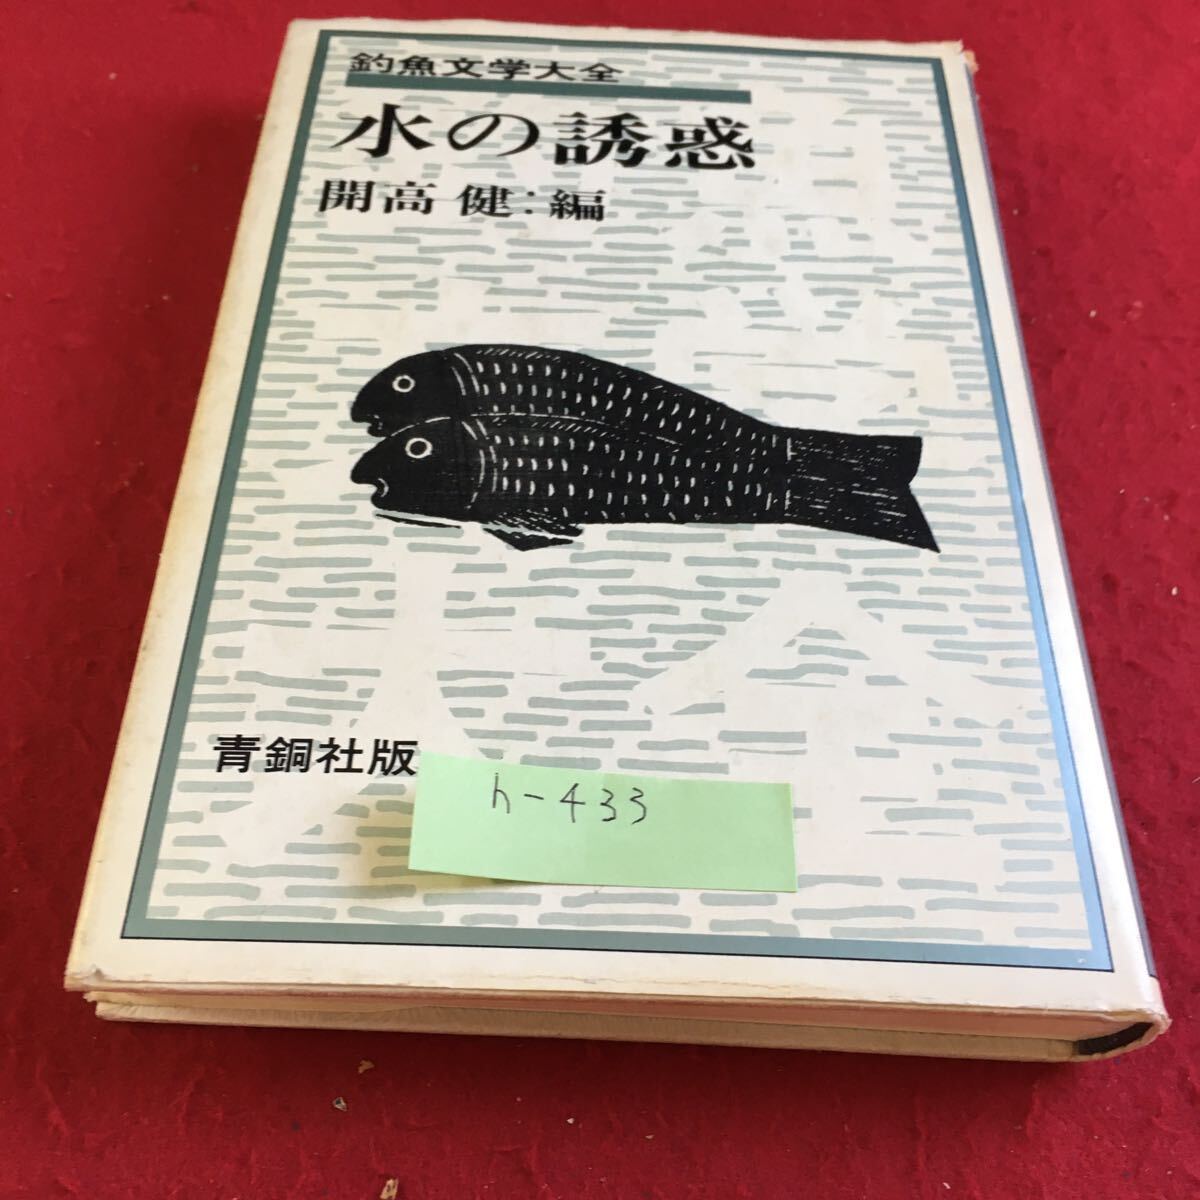 釣魚文学大全
水の誘惑
開高 健:編
青銅社版
h-433